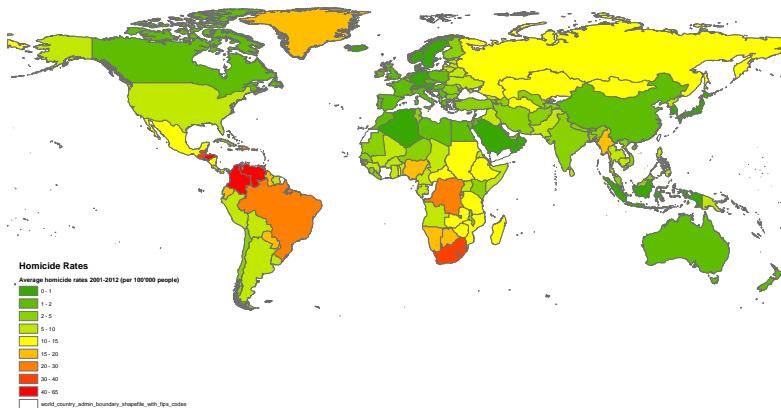 Homicide Rates
Average homicide rates 2001-2012 (per 100'000 people)
0 - 1
1 - 2
2 - 5
5 - 10
10 - 15
15 - 20
20 - 30
30 - 40
40 - 65
world_country_admin_boundary_shapefile_with_fips_codes